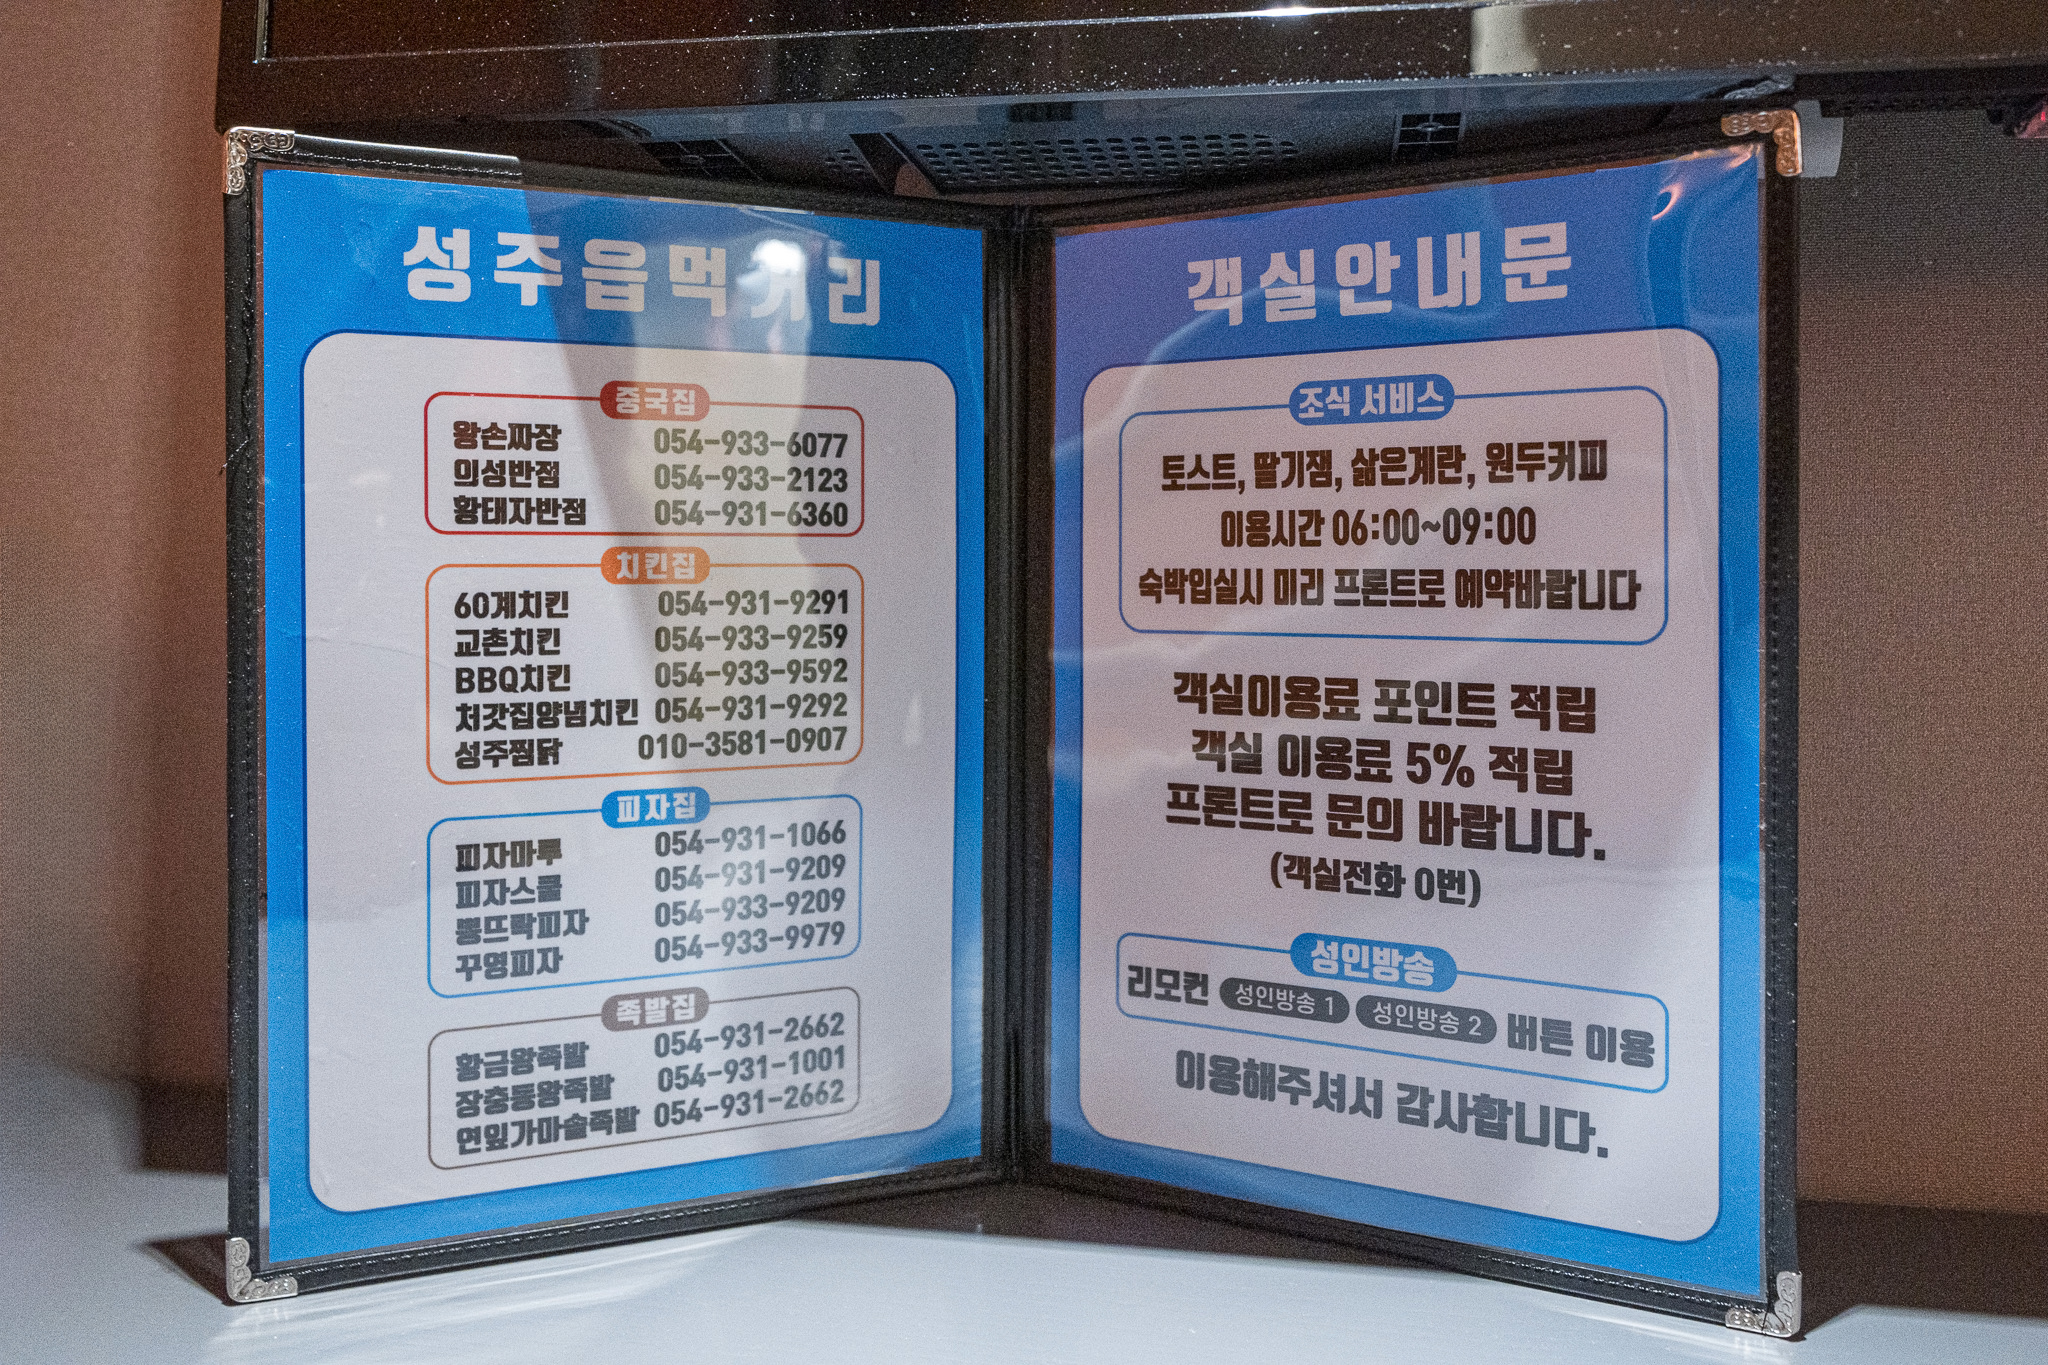 성주읍먹거리
중국집
왕손짜장 054-933-6077
의성반점 054-933-2123
황태자반점 054-931-6360
치킨집
60계치킨 054-931-9291
교촌치킨 054-933-9259
BBQ치킨 054-933-9592
처갓집양념치킨 054-931-9292
성주찜닭 010-3581-0907
피자집
피자마루 054-931-1066
피자스쿨 054-931-9209
뽕뜨락피자 054-933-9209
꾸영피자 054-933-9979
족발집
황금왕족발 054-931-2662
장충동왕족발 054-931-1001
연잎가마솥족발 054-931-2662
객실안내문
조식 서비스
토스트, 딸기잼, 삶은계란, 원두커피
이용시간 06:00~09:00
숙박입실시 미리 프론트로 예약바랍니다
객실이용료 포인트 적립
객실 이용료 5% 적립
프론트로 문의 바랍니다.
(객실전화 0번)
성인방송
리모컨 성인방송 1 성인방송 2 버튼 이용
이용해주셔서 감사합니다.